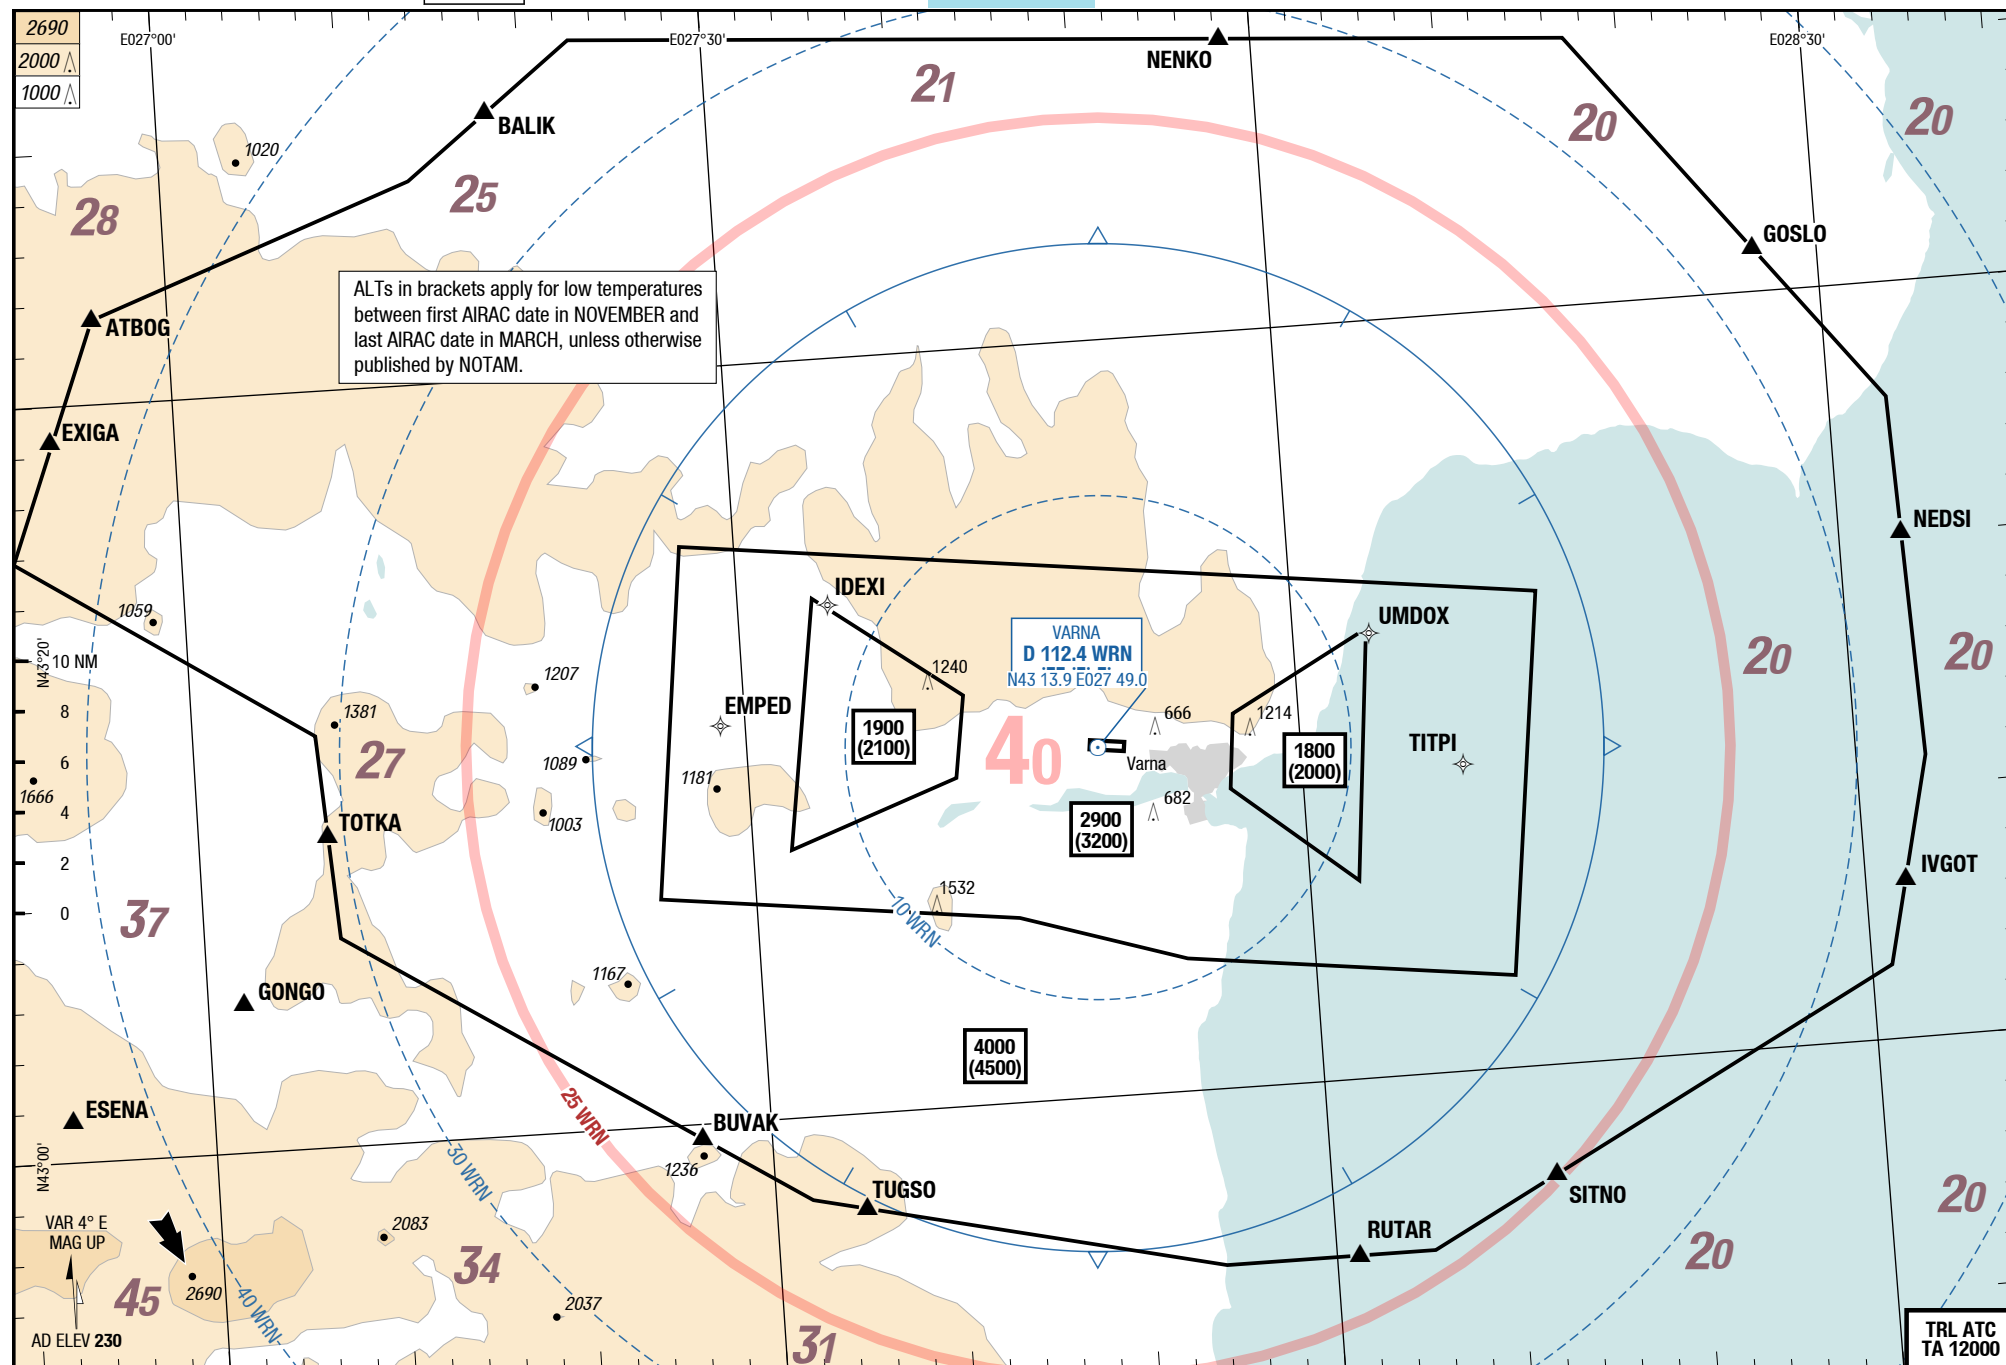 2690
2000
1000
E027°00'
E027°30'
E028°30'
NENKO
21
20
20
BALIK
1020
25
28
GOSLO
ALTs in brackets apply for low temperatures
between first AIRAC date in NOVEMBER and
last AIRAC date in MARCH, unless otherwise
published by NOTAM.
ATBOG
EXIGA
NEDSI
IDEXI
UMDOX
1059
VARNA
D 112.4 WRN
N43 13.9 E027 49.0
20
20
N43°20'
10 NM
1240
1207
EMPED
1381
8
666
1214
1900
(2100)
40
TITPI
1800
(2000)
27
6
1089
Varna
1181
1666
682
4
TOTKA
1003
2900
(3200)
2
IVGOT
1532
37
0
10 WRN
1167
GONGO
4000
(4500)
ESENA
25 WRN
BUVAK
N43°00'
1236
30 WRN
TUGSO
SITNO
20
VAR 4° E
MAG UP
2083
RUTAR
34
20
45
2690
40 WRN
2037
AD ELEV 230
31
TRL ATC
TA 12000